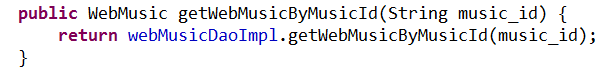 public WebMusic getWebMusicByMusicId(String music_id) {
    return webMusicDaoImpl.getWebMusicByMusicId(music_id);
}